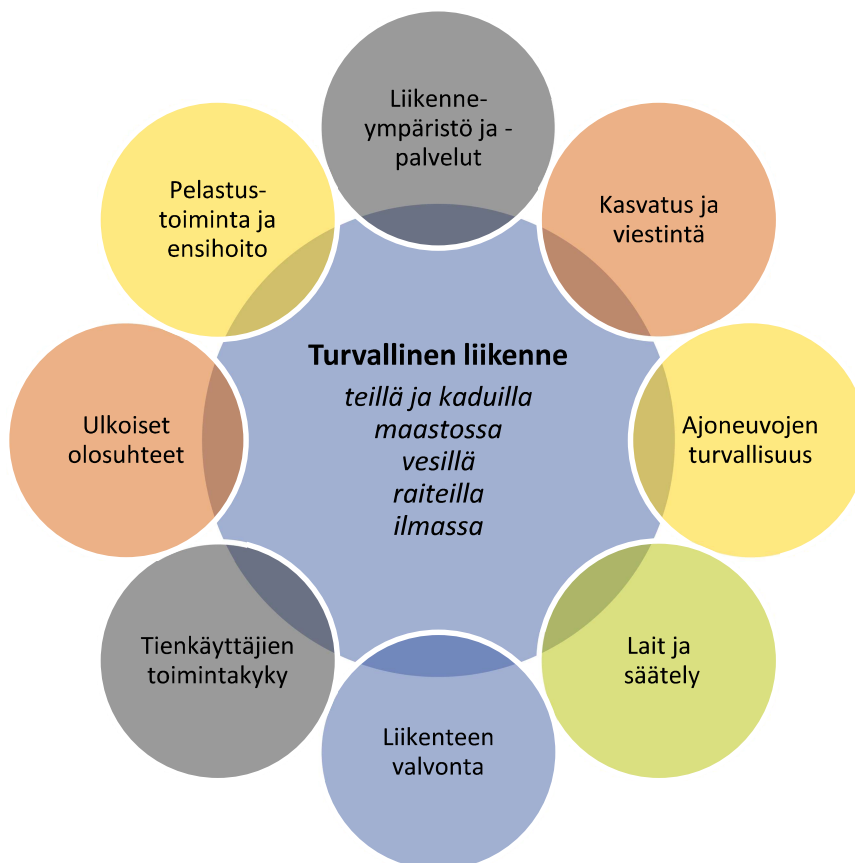 Liikenne-
ympäristö ja -
palvelut
Kasvatus ja
viestintä
Ajoneuvojen
turvallisuus
Lait ja
säätely
Liikenteen
valvonta
Tienkäyttäjien
toimintakyky
Ulkoiset
olosuhteet
Pelastus-
toiminta ja
ensihoito
Turvallinen liikenne
teillä ja kaduilla
maastossa
vesillä
raiteilla
ilmassa